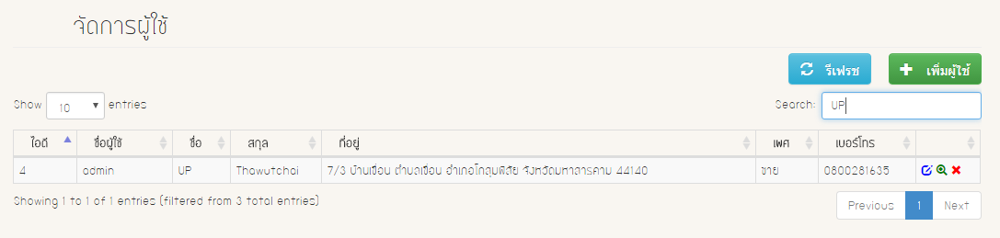 จัดการผู้ใช้
รีเฟรช เพิ่มผู้ใช้
Show 10 entries Search: UP
ไอดี ชื่อผู้ใช้ ชื่อ สกุล ที่อยู่ เพศ เบอร์โทร
4 admin UP Thawutchai 7/3 บ้านเขื่อน ตำบลเขื่อน อำเภอโกสุมพิสัย จังหวัดมหาสารคาม 44140 ชาย 0800281635
Showing 1 to 1 of 1 entries (filtered from 3 total entries) Previous 1 Next